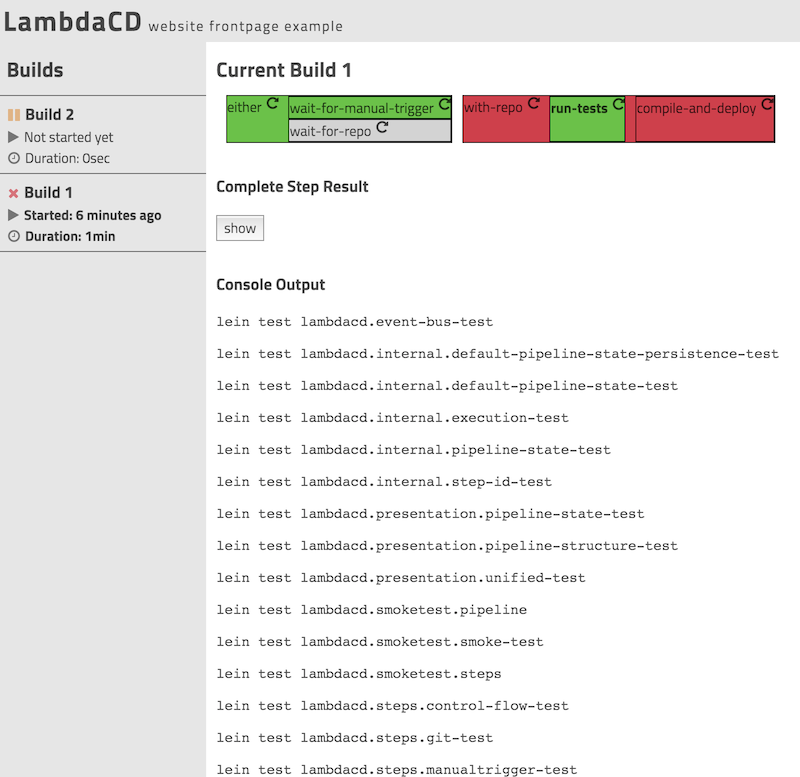 LambdaCD website frontpage example
Builds
Build 2
Not started yet
Duration: 0sec
Build 1
Started: 6 minutes ago
Duration: 1min
Current Build 1
either wait-for-manual-trigger with-repo run-tests compile-and-deploy
wait-for-repo
Complete Step Result
show
Console Output
lein test lambdacd.event-bus-test
lein test lambdacd.internal.default-pipeline-state-persistence-test
lein test lambdacd.internal.default-pipeline-state-test
lein test lambdacd.internal.execution-test
lein test lambdacd.internal.pipeline-state-test
lein test lambdacd.internal.step-id-test
lein test lambdacd.presentation.pipeline-state-test
lein test lambdacd.presentation.pipeline-structure-test
lein test lambdacd.presentation.unified-test
lein test lambdacd.smoketest.pipeline
lein test lambdacd.smoketest.smoke-test
lein test lambdacd.smoketest.steps
lein test lambdacd.steps.control-flow-test
lein test lambdacd.steps.git-test
lein test lambdacd.steps.manualtrigger-test